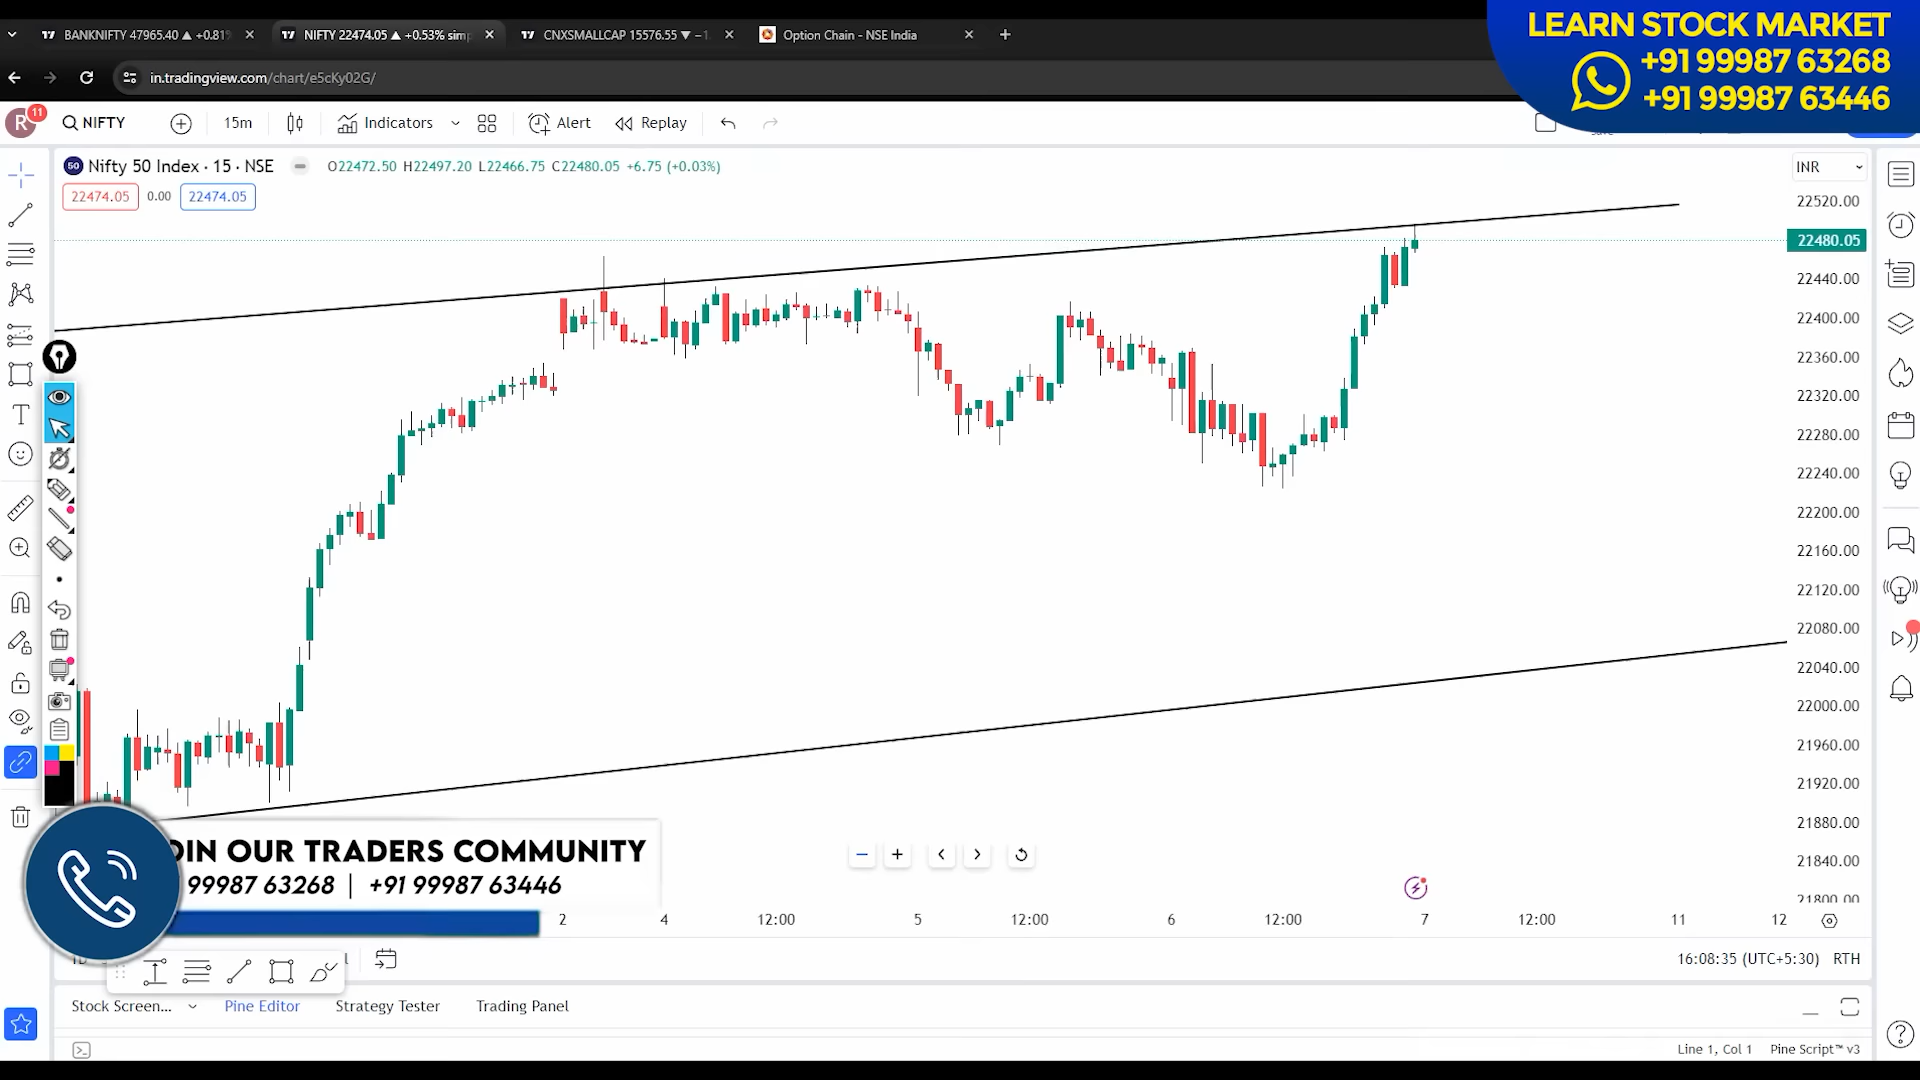 BANKNIFTY 47965.40 ▲ +0.81%
NIFTY 22474.05 ▲ +0.53% sim
CNXSMALLCAP 15576.55 ▼ −1.
Option Chain - NSE India
LEARN STOCK MARKET
+91 99987 63268
+91 99987 63446
in.tradingview.com/chart/e5cKy02G/
R
11
NIFTY
15m
Indicators
Alert
Replay
50 Nifty 50 Index · 15 · NSE
O22472.50 H22497.20 L22466.75 C22480.05 +6.75 (+0.03%)
INR
22474.05
0.00
22474.05
22520.00
22480.05
22440.00
22400.00
22360.00
22320.00
22280.00
22240.00
22200.00
22160.00
22120.00
22080.00
22040.00
22000.00
21960.00
21920.00
21880.00
21840.00
21800.00
OIN OUR TRADERS COMMUNITY
99987 63268 | +91 99987 63446
2
4
12:00
5
12:00
6
12:00
7
12:00
11
12
16:08:35 (UTC+5:30)
RTH
Stock Screen...
Pine Editor
Strategy Tester
Trading Panel
Line 1, Col 1
Pine Script™ v3